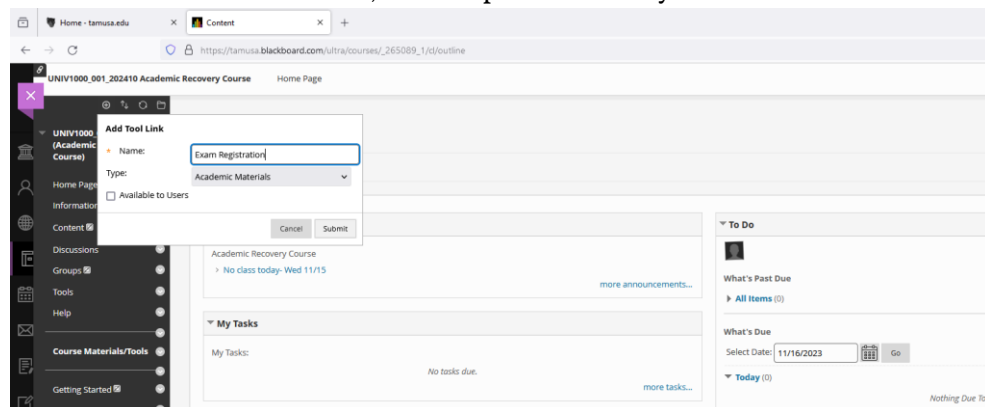 Home - tamusa.edu
Content
https://tamusa.blackboard.com/ultra/courses/_265089_1/cl/outline
UNIV1000_001_202410 Academic Recovery Course
Home Page
UNIV1000_
(Academic
Course)
Home Page
Information
Content
Discussions
Groups
Tools
Help
Course Materials/Tools
Getting Started
Add Tool Link
* Name:
Exam Registration
Type:
Academic Materials
Available to Users
Cancel
Submit
Academic Recovery Course
> No class today- Wed 11/15
more announcements...
My Tasks
My Tasks:
No tasks due.
more tasks...
To Do
What's Past Due
All Items (0)
What's Due
Select Date:
11/16/2023
Go
Today (0)
Nothing Due To